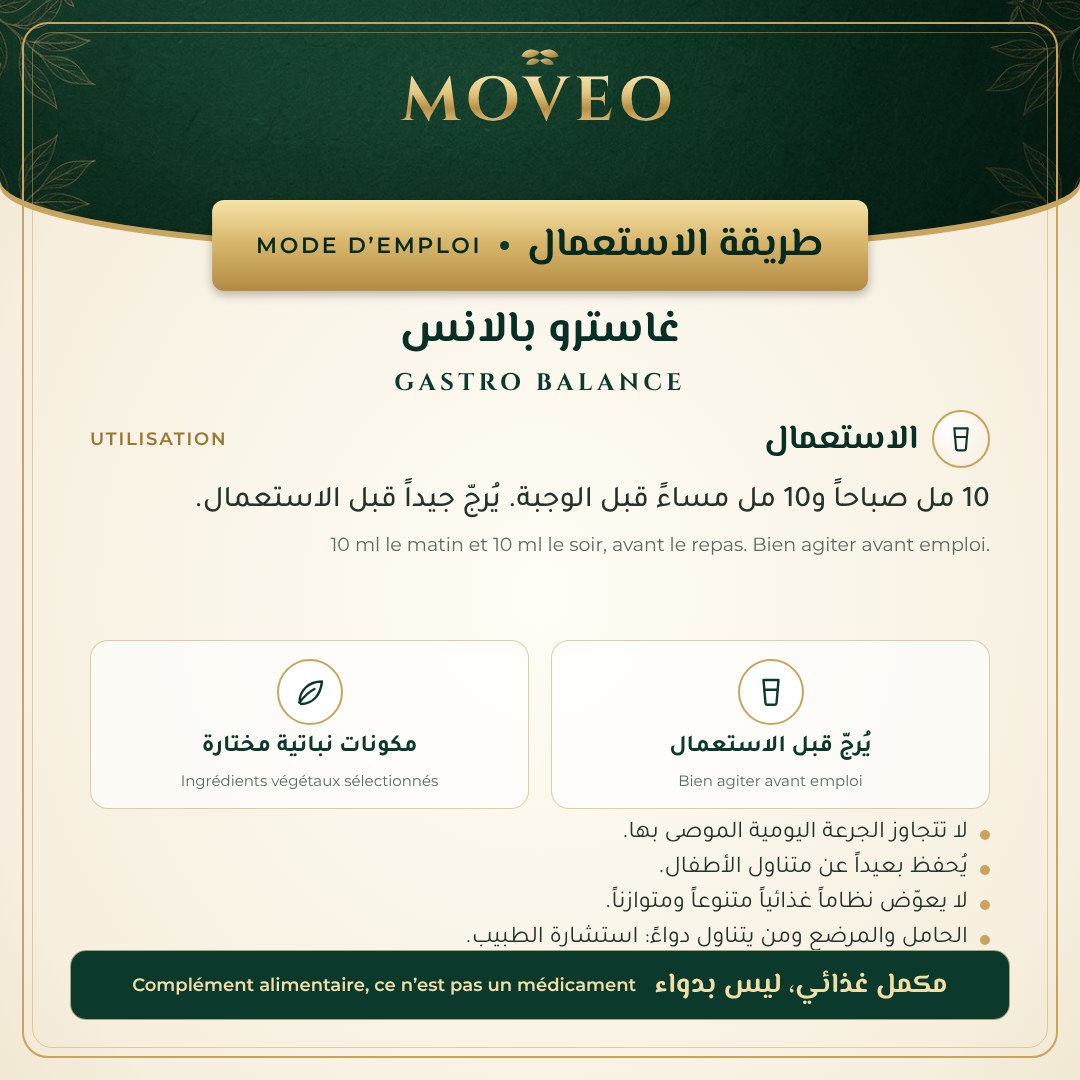 MOVEO
طريقة الاستعمال • MODE D’EMPLOI
غاسترو بالانس
GASTRO BALANCE
الاستعمال
UTILISATION
10 مل صباحاً و10 مل مساءً قبل الوجبة. يُرجّ جيداً قبل الاستعمال.
10 ml le matin et 10 ml le soir, avant le repas. Bien agiter avant emploi.
يُرجّ قبل الاستعمال
Bien agiter avant emploi
مكونات نباتية مختارة
Ingrédients végétaux sélectionnés
لا تتجاوز الجرعة اليومية الموصى بها.
يُحفظ بعيداً عن متناول الأطفال.
لا يعوّض نظاماً غذائياً متنوعاً ومتوازناً.
الحامل والمرضع ومن يتناول دواءً: استشارة الطبيب.
مكمل غذائي، ليس بدواء Complément alimentaire, ce n’est pas un médicament